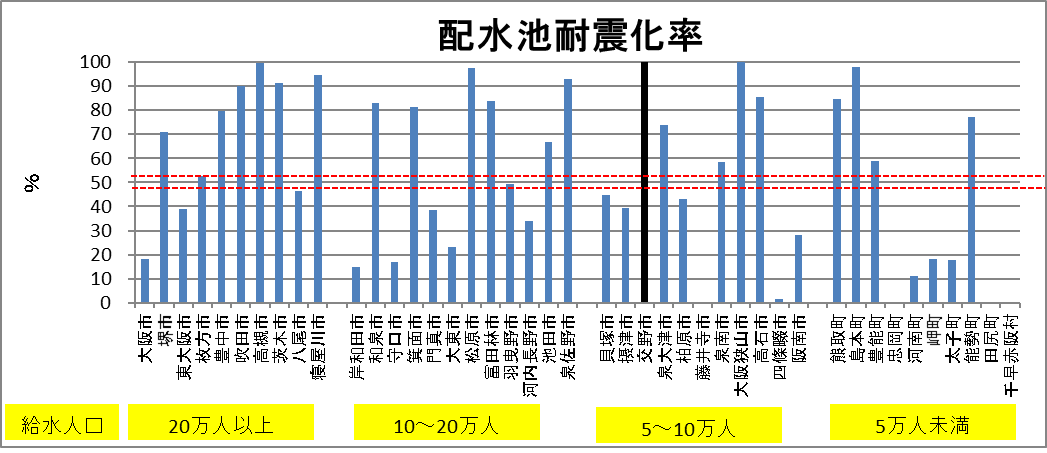 配水池耐震化率
%
100
90
80
70
60
50
40
30
20
10
0
大阪市
堺市
東大阪市
枚方市
豊中市
吹田市
高槻市
茨木市
八尾市
寝屋川市
岸和田市
和泉市
守口市
箕面市
門真市
大東市
松原市
富田林市
羽曳野市
河内長野市
池田市
泉佐野市
貝塚市
摂津市
交野市
泉大津市
柏原市
藤井寺市
泉南市
大阪狭山市
高石市
四條畷市
阪南市
熊取町
島本町
豊能町
忠岡町
河南町
岬町
太子町
能勢町
田尻町
千早赤阪村
給水人口
20万人以上
10～20万人
5～10万人
5万人未満